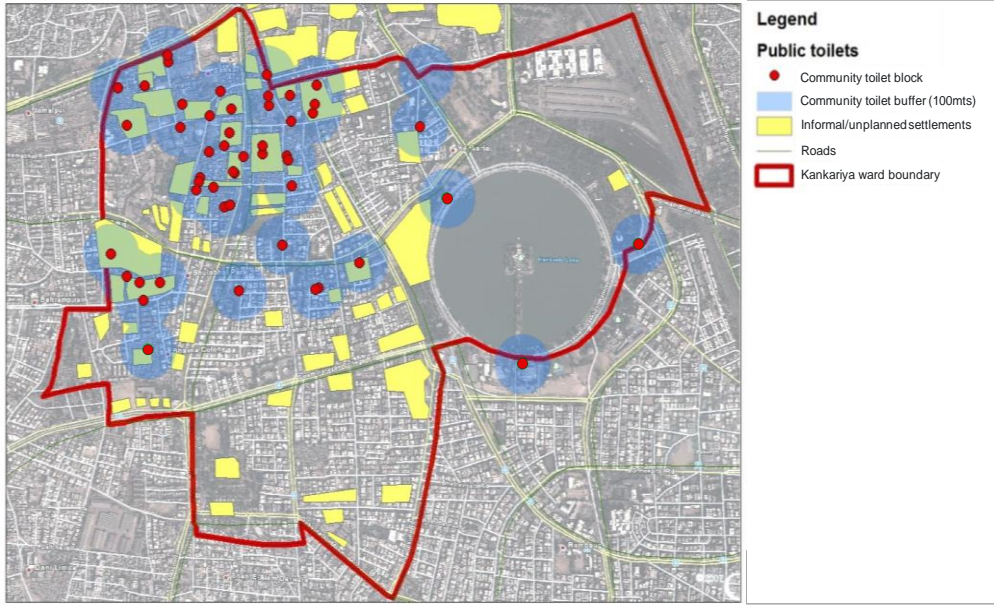 Legend
Public toilets
Community toilet block
Community toilet buffer (100mts)
Informal/unplanned settlements
Roads
Kankariya ward boundary